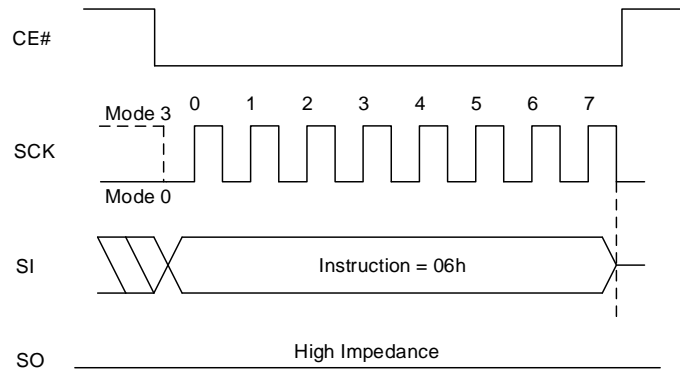 CE#
Mode 3
0 1 2 3 4 5 6 7
SCK
Mode 0
SI
Instruction = 06h
High Impedance
SO